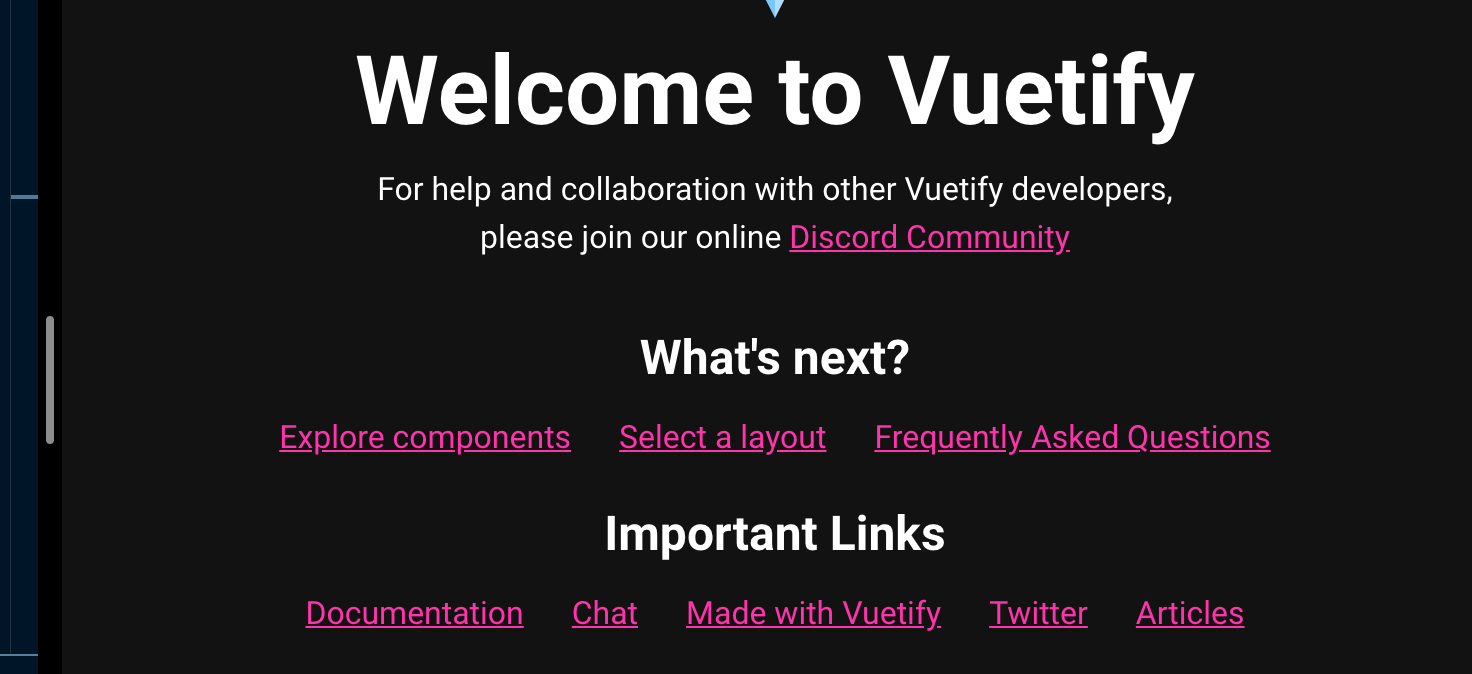 Welcome to Vuetify
For help and collaboration with other Vuetify developers,
please join our online Discord Community
What's next?
Explore components Select a layout Frequently Asked Questions
Important Links
Documentation Chat Made with Vuetify Twitter Articles